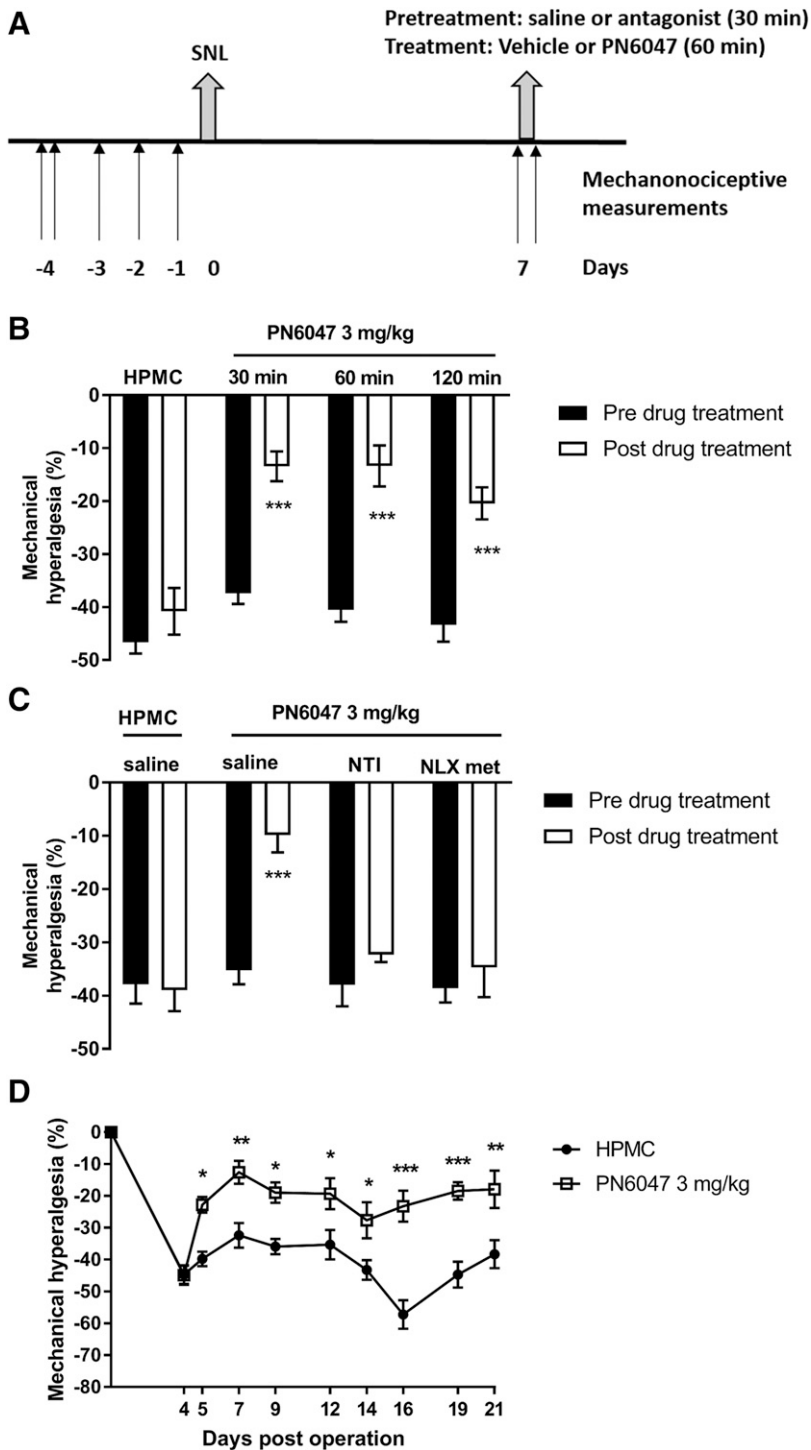 A
Pretreatment: saline or antagonist (30 min)
Treatment: Vehicle or PN6047 (60 min)
SNL
Mechanonociceptive
measurements
-4 -3 -2 -1 0 7 Days
B
PN6047 3 mg/kg
HPMC 30 min 60 min 120 min
0
-10
-20
-30
-40
-50
Mechanical
hyperalgesia (%)
*** *** ***
Pre drug treatment
Post drug treatment
C
HPMC PN6047 3 mg/kg
saline saline NTI NLX met
0
-10
-20
-30
-40
-50
Mechanical
hyperalgesia (%)
***
Pre drug treatment
Post drug treatment
D
0
-10
-20
-30
-40
-50
-60
-70
-80
Mechanical hyperalgesia (%)
* ** * * * *** *** **
HPMC
PN6047 3 mg/kg
4 5 7 9 12 14 16 19 21
Days post operation